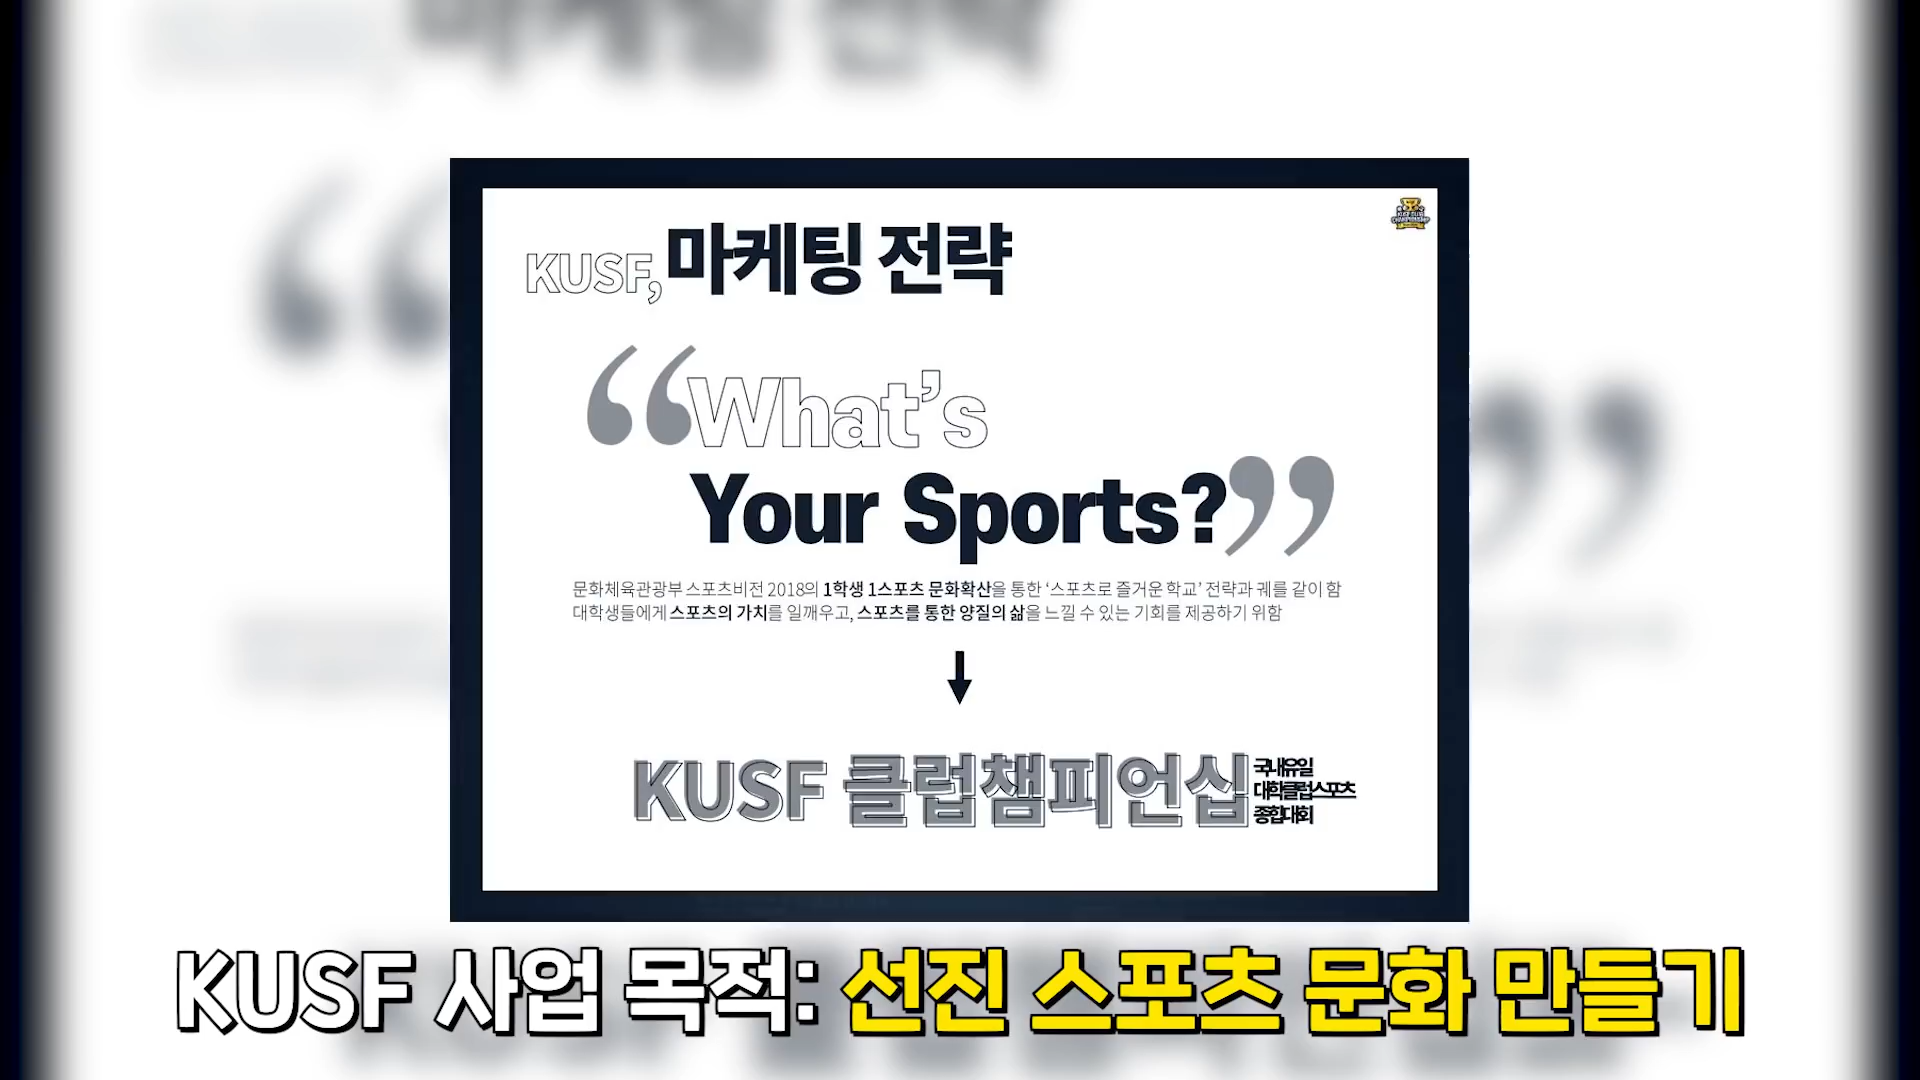 KUSF, 마케팅 전략
“What’s
Your Sports?”
문화체육관광부 스포츠비전 2018의 1학생 1스포츠 문화확산을 통한 ‘스포츠로 즐거운 학교’ 전략과 궤를 같이 함
대학생들에게 스포츠의 가치를 일깨우고, 스포츠를 통한 양질의 삶을 느낄 수 있는 기회를 제공하기 위함
KUSF 클럽챔피언십
국내유일
대학클럽스포츠
종합대회
KUSF 사업 목적: 선진 스포츠 문화 만들기